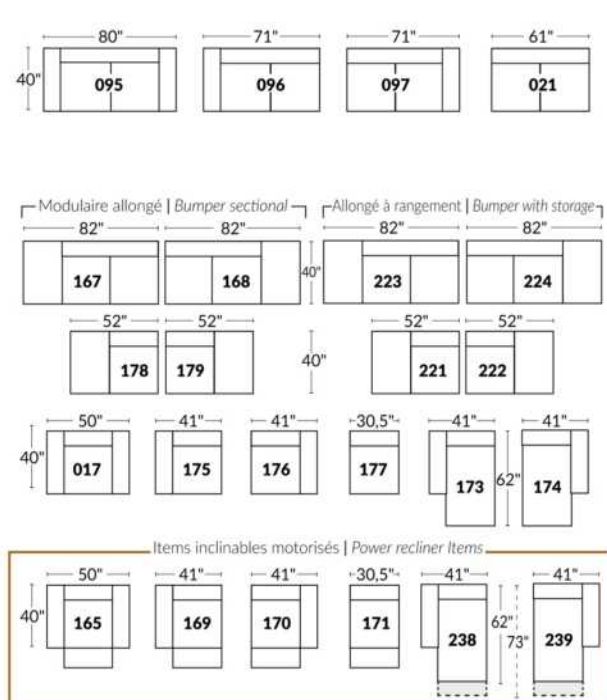 80" 71" 71" 61"
40" 095 096 097 021
Modulaire allongé | Bumper sectional Allongé à rangement | Bumper with storage
82" 82" 82" 82"
167 168 40" 223 224
52" 52" 52" 52"
178 179 40" 221 222
50" 41" 41" 30,5" 41" 41"
40" 017 175 176 177 173 62" 174
Items inclinables motorisés | Power recliner Items
50" 41" 41" 30,5" 41" 41"
40" 165 169 170 171 238 62" 73" 239